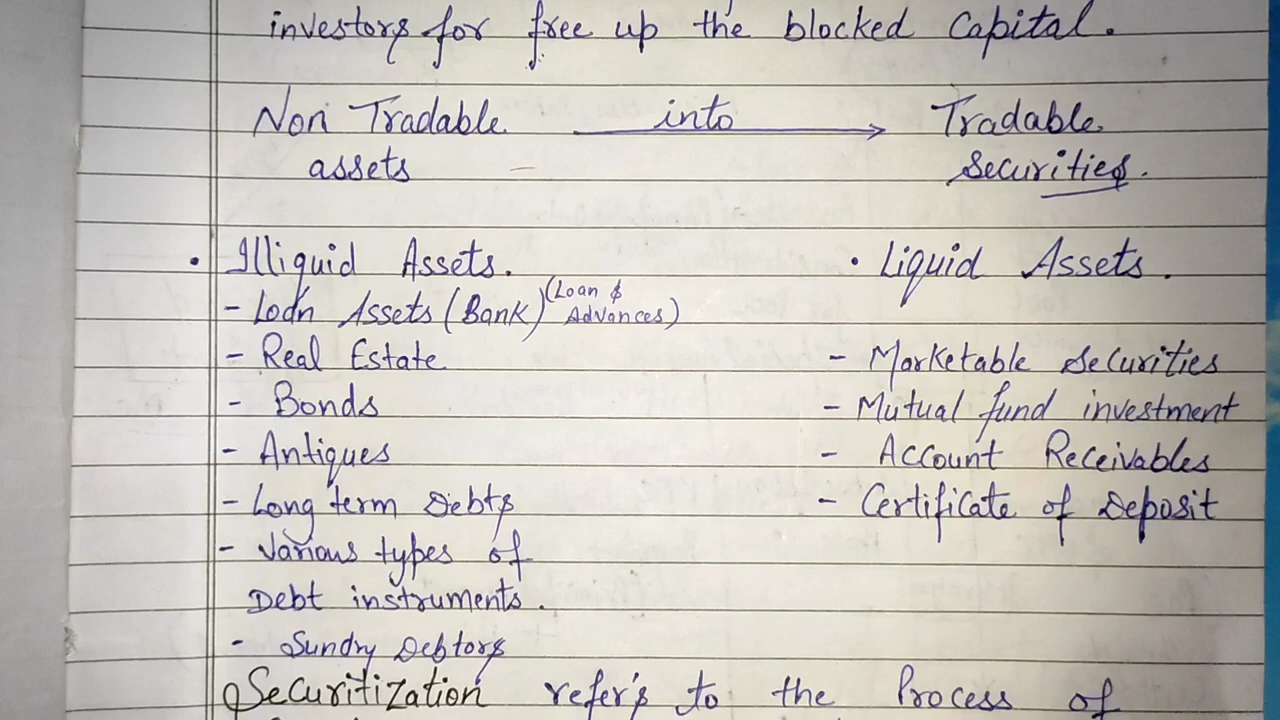 investors for free up the blocked Capital.
Non Tradable into Tradable
assets Securities.
• Illiquid Assets. • Liquid Assets.
- Loan Assets (Bank) (Loan & Advances)
- Real Estate - Marketable Securities
- Bonds - Mutual fund investment
- Antiques - Account Receivables
- Long term Debts - Certificate of Deposit
- Various types of
Debt instruments.
- Sundry Debtors
Securitization refer's to the Process of